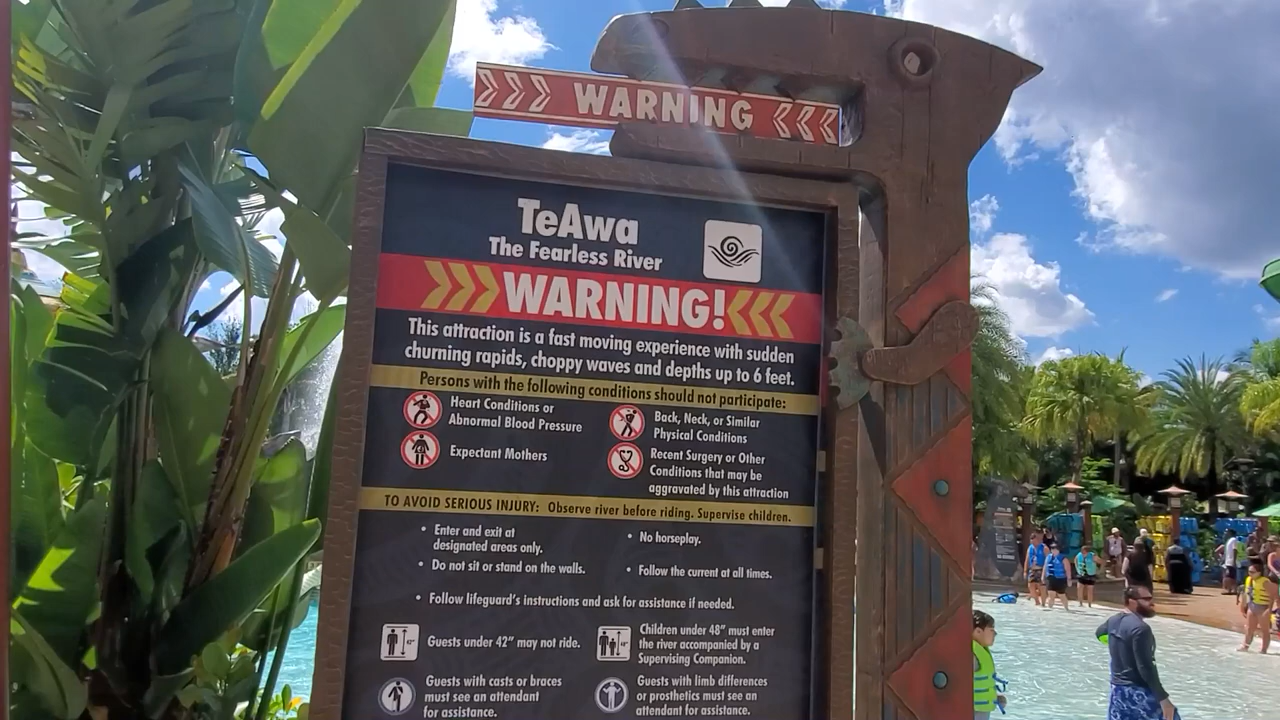 WARNING
TeAwa
The Fearless River
WARNING!
This attraction is a fast moving experience with sudden
churning rapids, choppy waves and depths up to 6 feet.
Persons with the following conditions should not participate:
Heart Conditions or
Abnormal Blood Pressure
Back, Neck, or Similar
Physical Conditions
Expectant Mothers
Recent Surgery or Other
Conditions that may be
aggravated by this attraction
TO AVOID SERIOUS INJURY: Observe river before riding. Supervise children.
• Enter and exit at
designated areas only.
• No horseplay.
• Do not sit or stand on the walls.
• Follow the current at all times.
• Follow lifeguard's instructions and ask for assistance if needed.
Guests under 42" may not ride.
Children under 48" must enter
the river accompanied by a
Supervising Companion.
Guests with casts or braces
must see an attendant
for assistance.
Guests with limb differences
or prosthetics must see an
attendant for assistance.